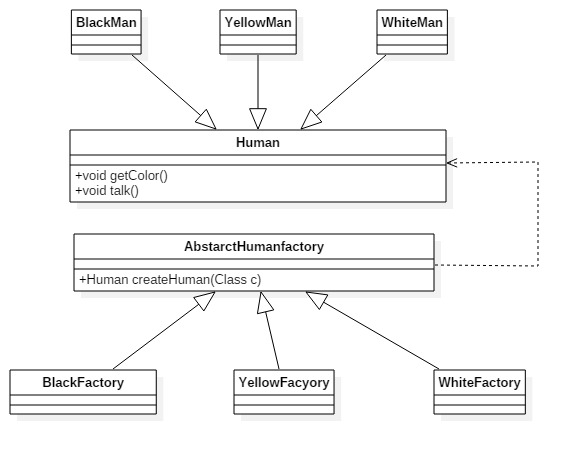 BlackMan
YellowMan
WhiteMan
Human
+void getColor()
+void talk()
AbstarctHumanfactory
+Human createHuman(Class c)
BlackFactory
YellowFacyory
WhiteFactory